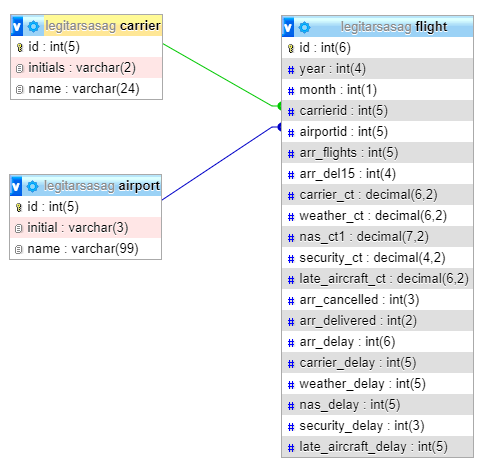 legitarsasag carrier
id : int(5)
initials : varchar(2)
name : varchar(24)
legitarsasag airport
id : int(5)
initial : varchar(3)
name : varchar(99)
legitarsasag flight
id : int(6)
year : int(4)
month : int(1)
carrierid : int(5)
airportid : int(5)
arr_flights : int(5)
arr_del15 : int(4)
carrier_ct : decimal(6,2)
weather_ct : decimal(6,2)
nas_ct1 : decimal(7,2)
security_ct : decimal(4,2)
late_aircraft_ct : decimal(6,2)
arr_cancelled : int(3)
arr_delivered : int(2)
arr_delay : int(6)
carrier_delay : int(5)
weather_delay : int(5)
nas_delay : int(5)
security_delay : int(3)
late_aircraft_delay : int(5)